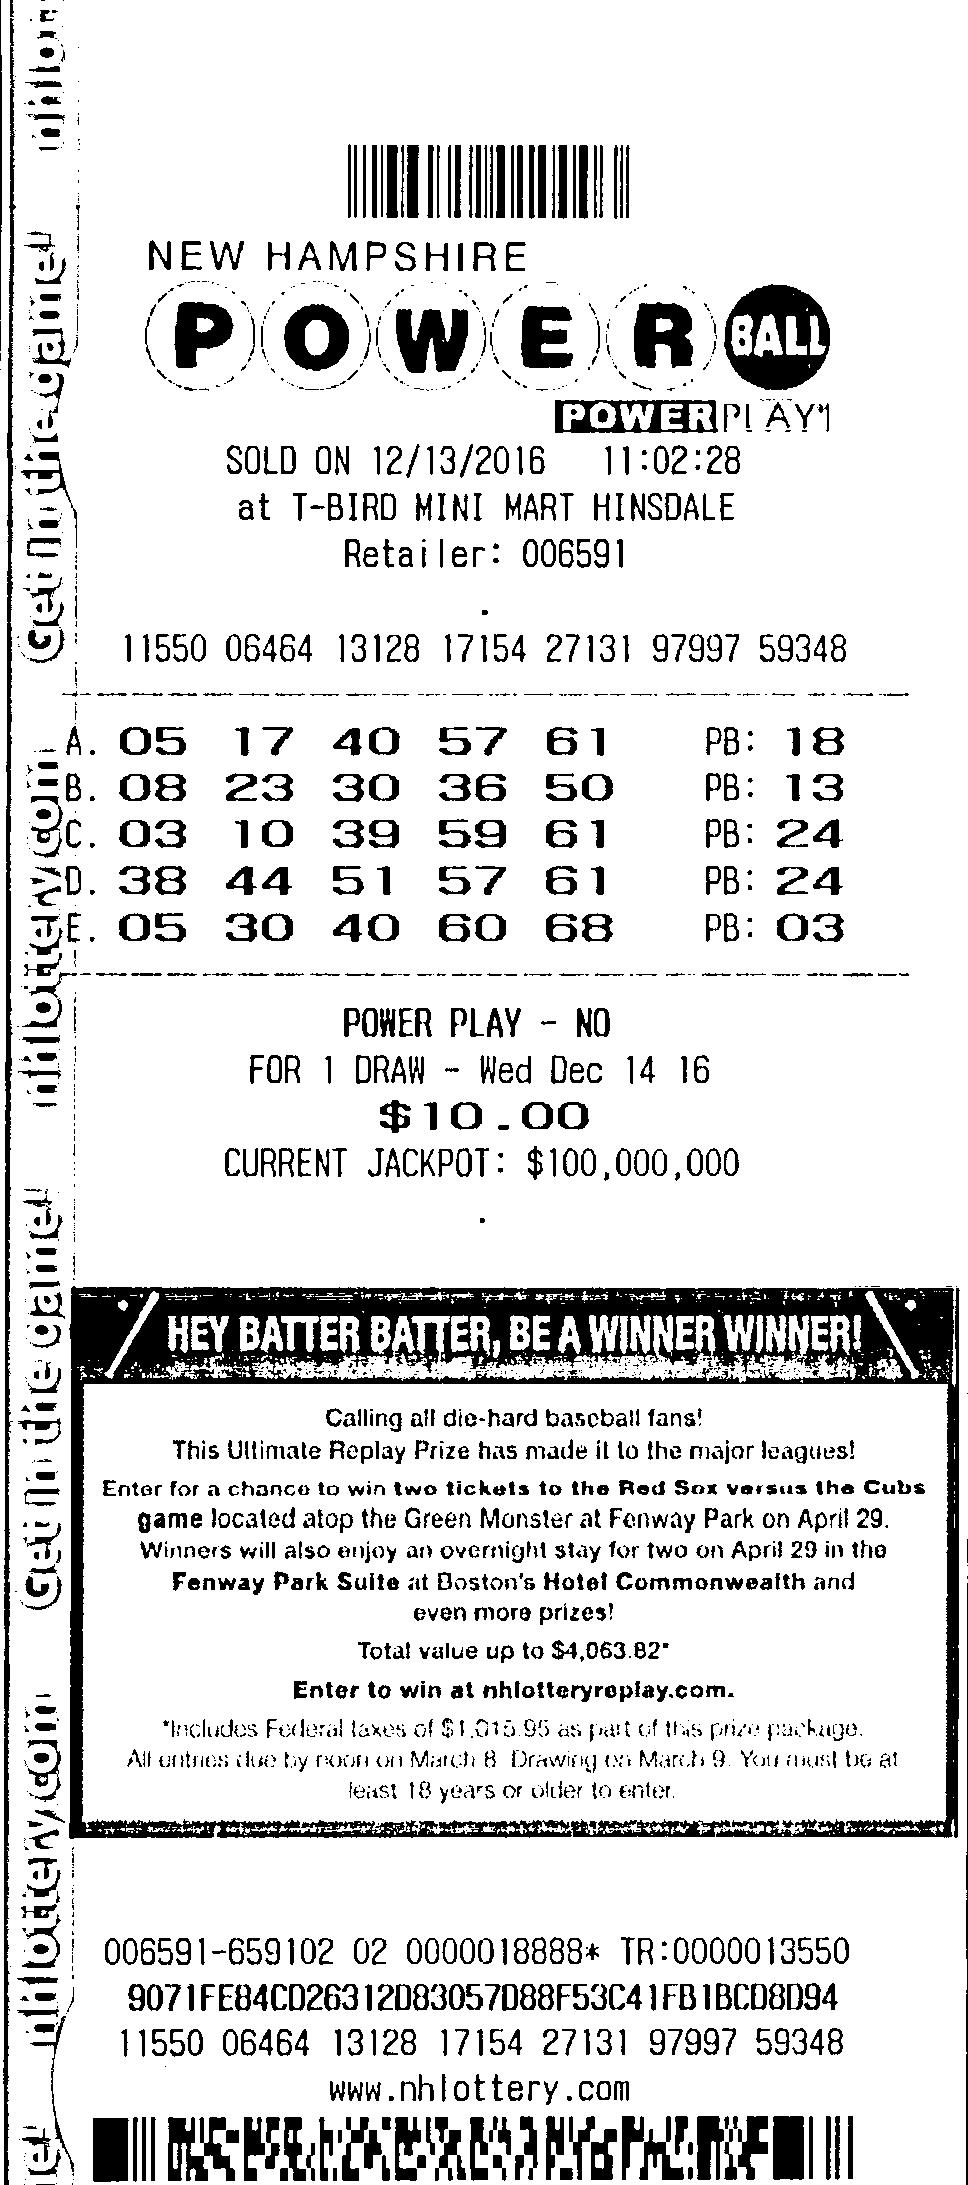 NEW HAMPSHIRE
POWERBALL
POWERPLAY
SOLD ON 12/13/2016 11:02:28
at T-BIRD MINI MART HINSDALE
Retailer: 006591
11550 06464 13128 17154 27131 97997 59348
A. 05 17 40 57 61 PB: 18
B. 08 23 30 36 50 PB: 13
C. 03 10 39 59 61 PB: 24
D. 38 44 51 57 61 PB: 24
E. 05 30 40 60 68 PB: 03
POWER PLAY - NO
FOR 1 DRAW - Wed Dec 14 16
$10.00
CURRENT JACKPOT: $100,000,000
HEY BATTER BATTER, BE A WINNER WINNER!
Calling all die-hard baseball fans!
This Ultimate Replay Prize has made it to the major leagues!
Enter for a chance to win two tickets to the Red Sox versus the Cubs
game located atop the Green Monster at Fenway Park on April 29.
Winners will also enjoy an overnight stay for two on April 29 in the
Fenway Park Suite at Boston's Hotel Commonwealth and
even more prizes!
Total value up to $4,063.82*
Enter to win at nhlotteryreplay.com.
*Includes Federal taxes of $1,015.95 as part of this prize package.
All entries due by noon on March 8. Drawing on March 9. You must be at
least 18 years or older to enter.
006591-659102 02 0000018888* TR:0000013550
9071FE84CD26312D83057D88F53C41FB1BCD8D94
11550 06464 13128 17154 27131 97997 59348
www.nhlottery.com
nhlottery.com Get in the game! nhlottery.com Get in the game!